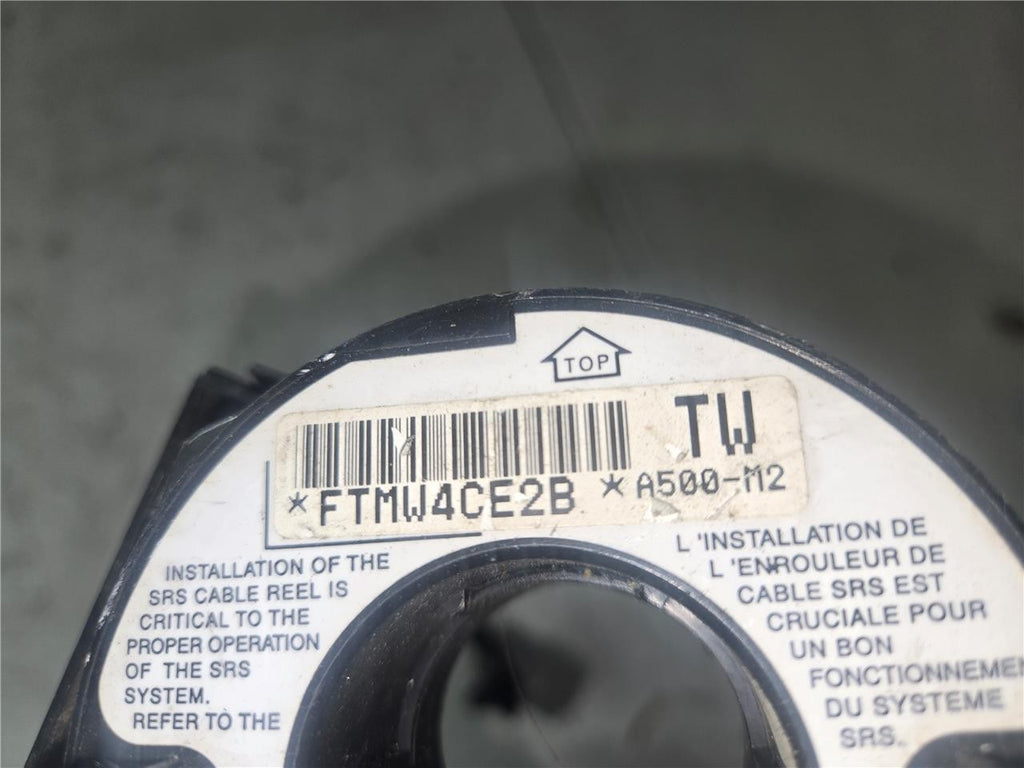 TOP
TW
*FTMW4CE2B *A500-M2
INSTALLATION OF THE
SRS CABLE REEL IS
CRITICAL TO THE
PROPER OPERATION
OF THE SRS
SYSTEM.
REFER TO THE
L'INSTALLATION DE
L'ENROULEUR DE
CABLE SRS EST
CRUCIALE POUR
UN BON
FONCTIONNEME
DU SYSTEME
SRS.